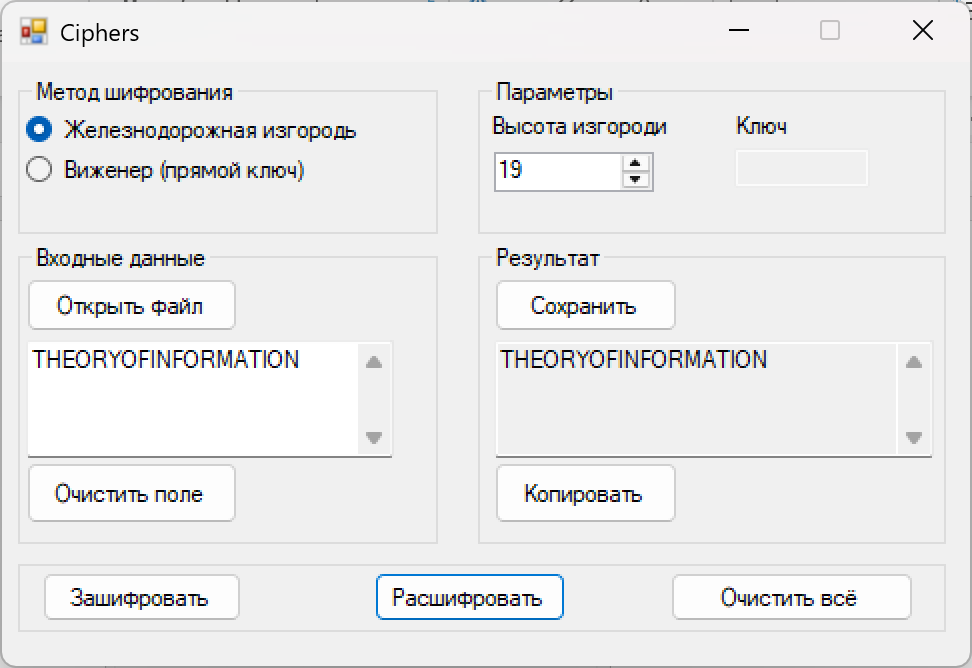 Ciphers
Метод шифрования
Железнодорожная изгородь
Виженер (прямой ключ)
Параметры
Высота изгороди
Ключ
19
Входные данные
Открыть файл
THEORYOFINFORMATION
Очистить поле
Результат
Сохранить
THEORYOFINFORMATION
Копировать
Зашифровать
Расшифровать
Очистить всё